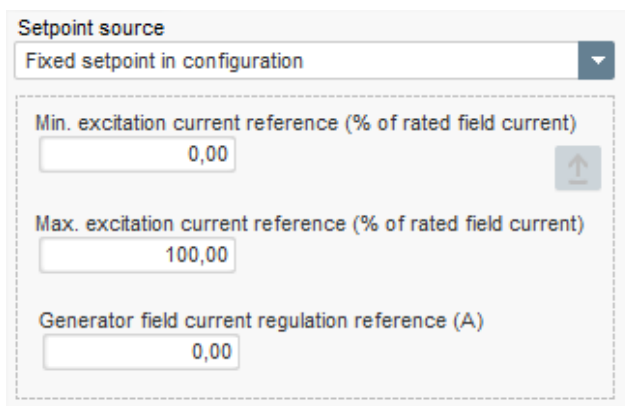 Setpoint source
Fixed setpoint in configuration
Min. excitation current reference (% of rated field current)
0,00
Max. excitation current reference (% of rated field current)
100,00
Generator field current regulation reference (A)
0,00